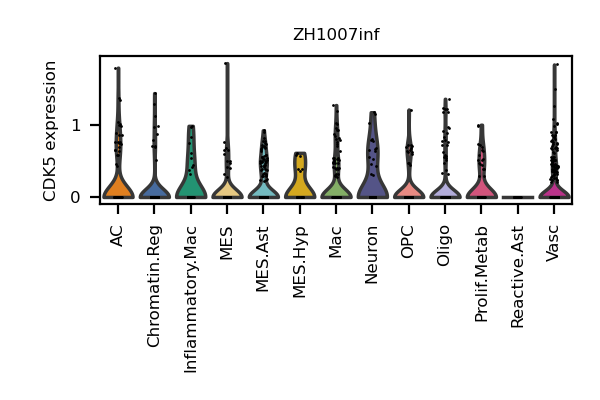 ZH1007inf
CDK5 expression
1
0
AC
Chromatin.Reg
Inflammatory.Mac
MES
MES.Ast
MES.Hyp
Mac
Neuron
OPC
Oligo
Prolif.Metab
Reactive.Ast
Vasc